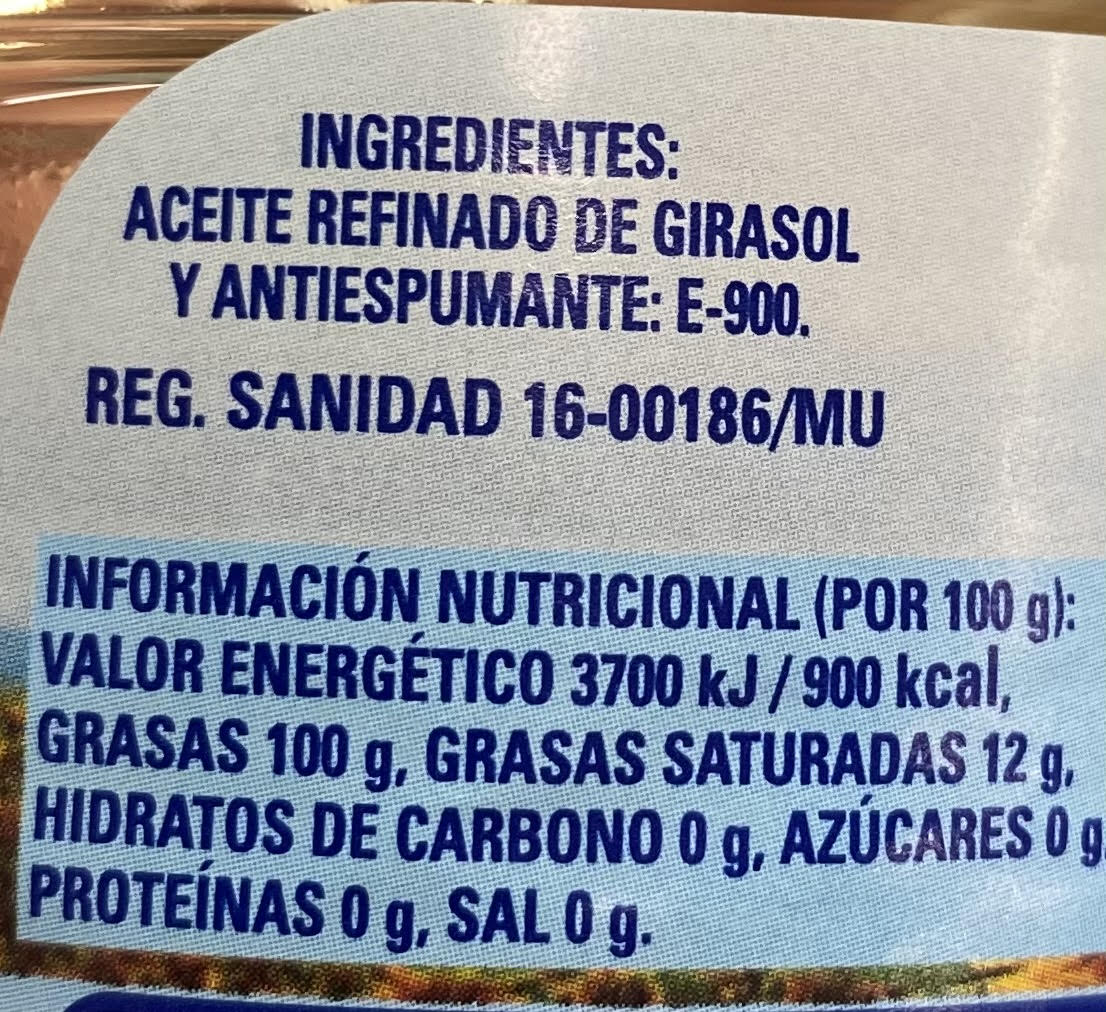 INGREDIENTES:
ACEITE REFINADO DE GIRASOL
Y ANTIESPUMANTE: E-900.
REG. SANIDAD 16-00186/MU
INFORMACIÓN NUTRICIONAL (POR 100 g):
VALOR ENERGÉTICO 3700 kJ / 900 kcal,
GRASAS 100 g, GRASAS SATURADAS 12 g,
HIDRATOS DE CARBONO 0 g, AZÚCARES 0 g
PROTEÍNAS 0 g, SAL 0 g.